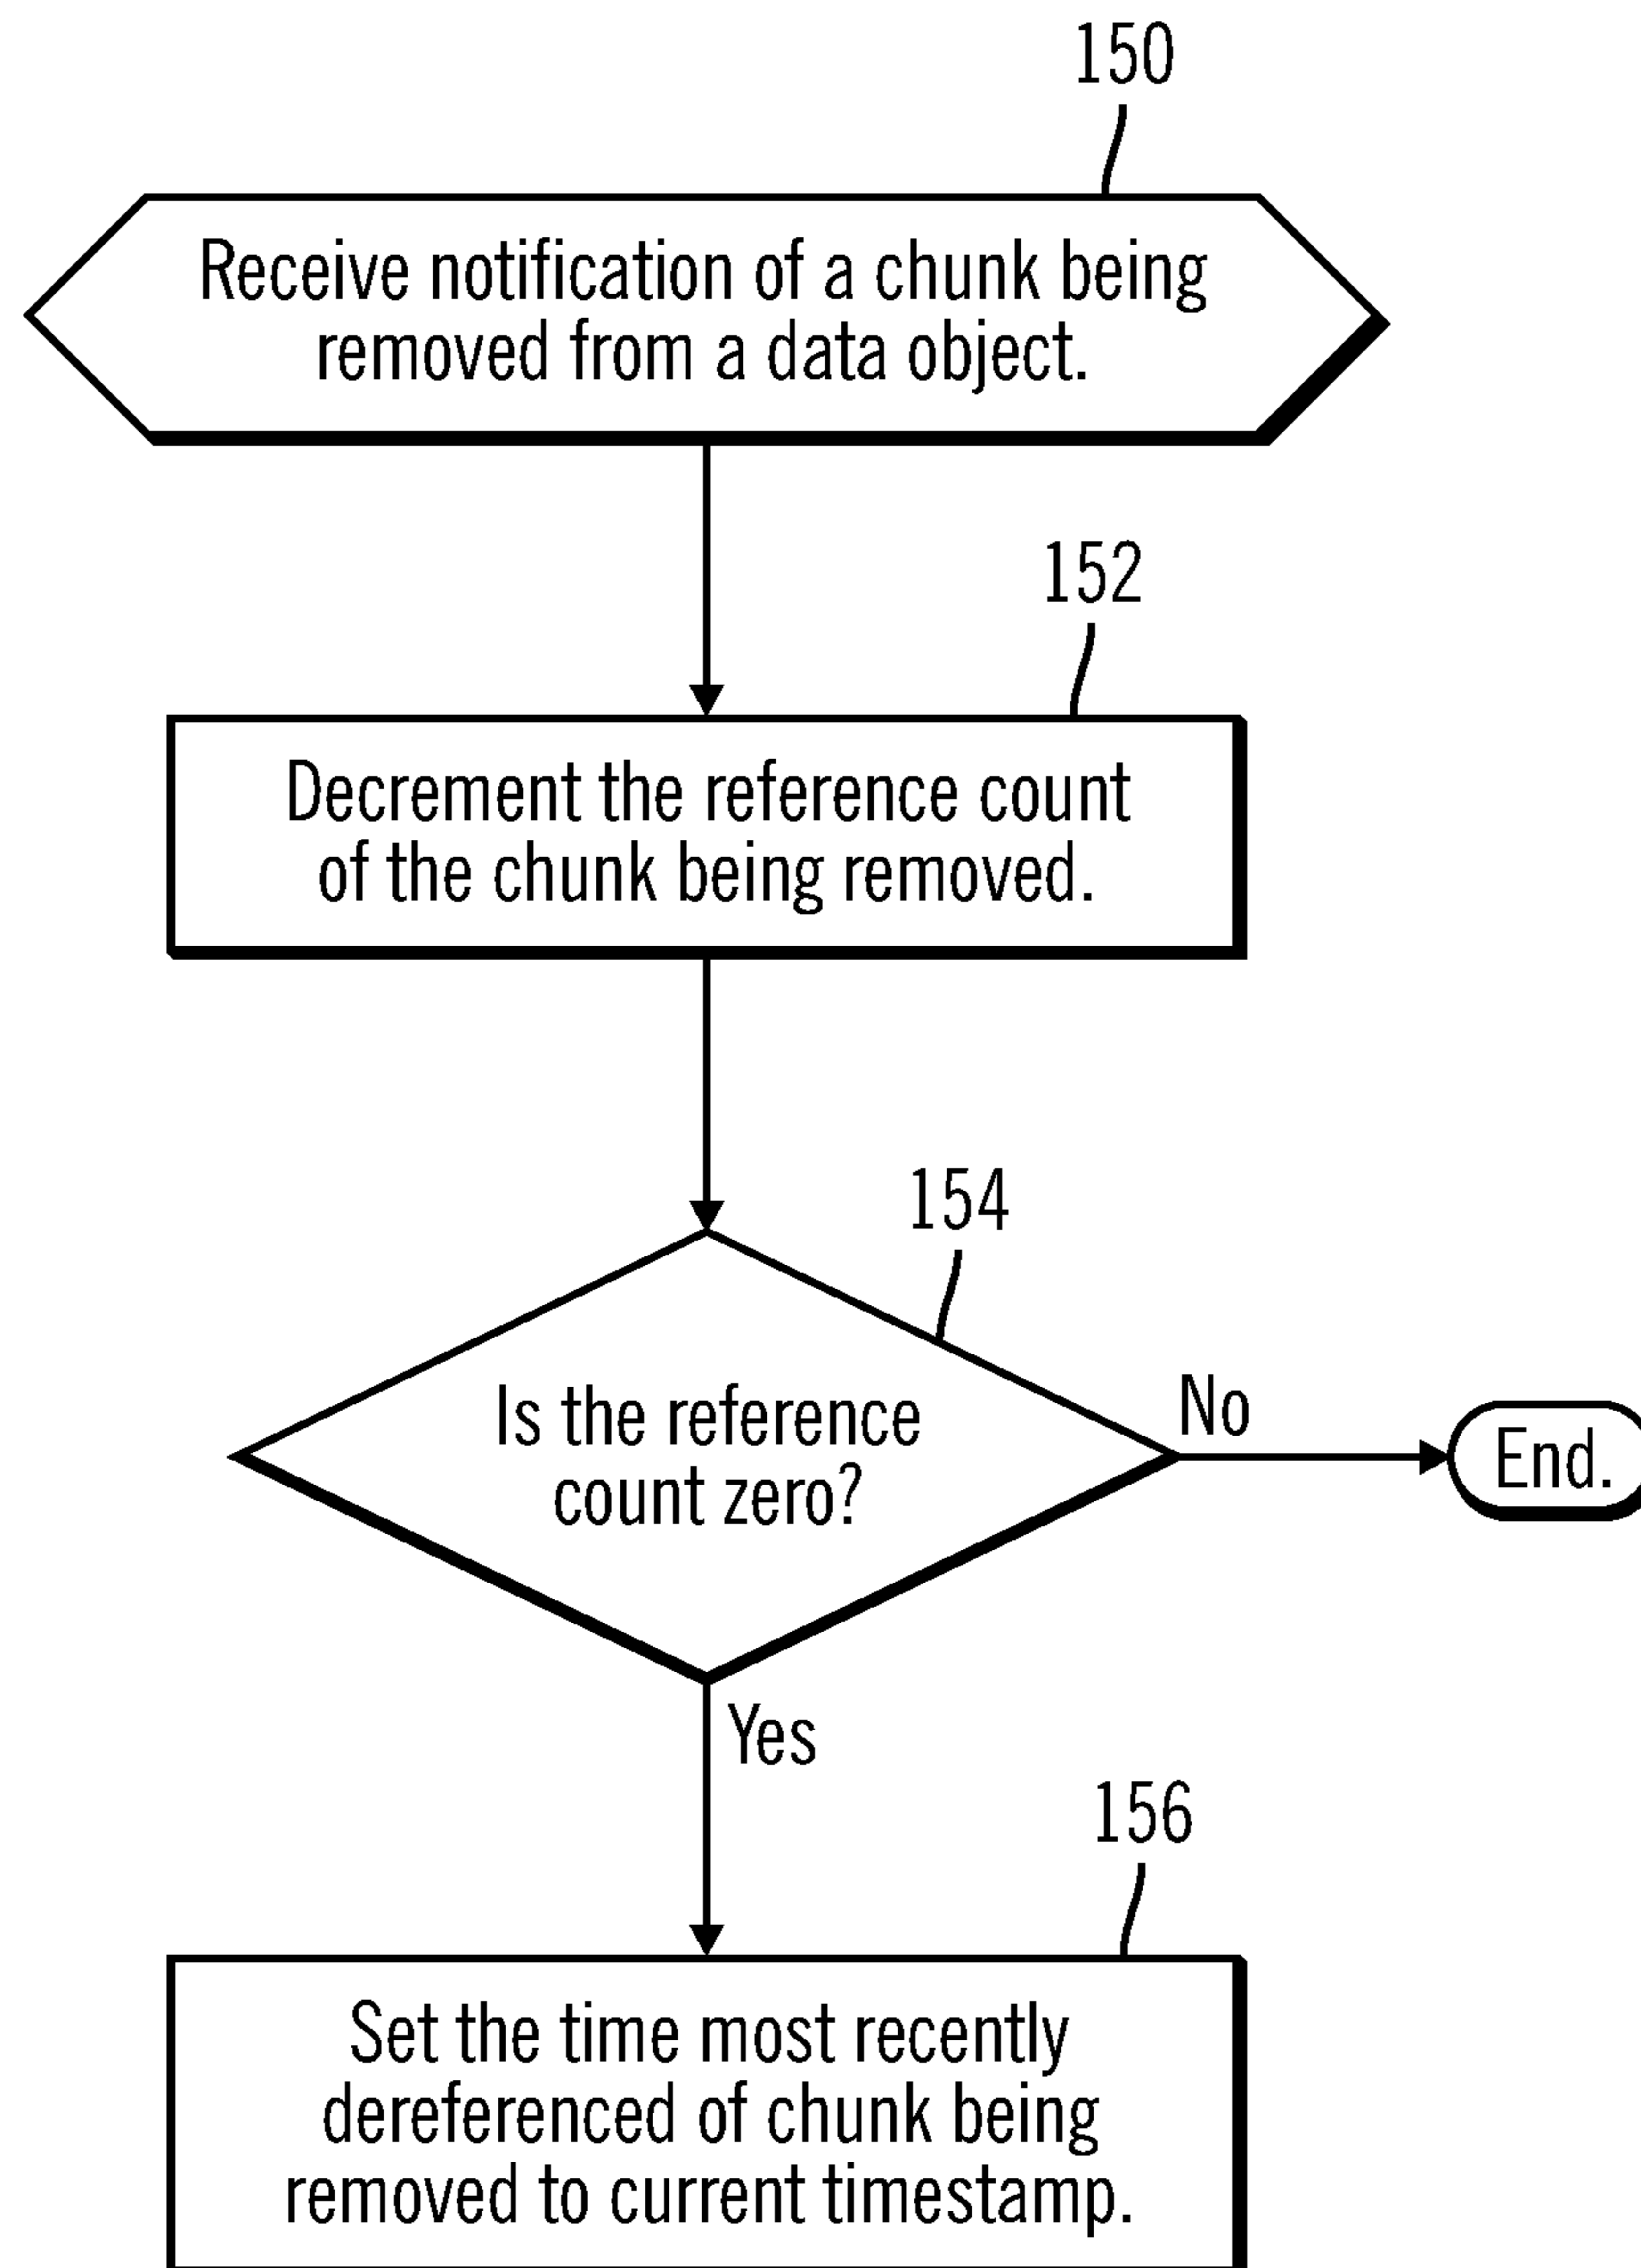 150
Receive notification of a chunk being
removed from a data object.
152
Decrement the reference count
of the chunk being removed.
154
Is the reference
count zero?
No
End.
Yes
156
Set the time most recently
dereferenced of chunk being
removed to current timestamp.